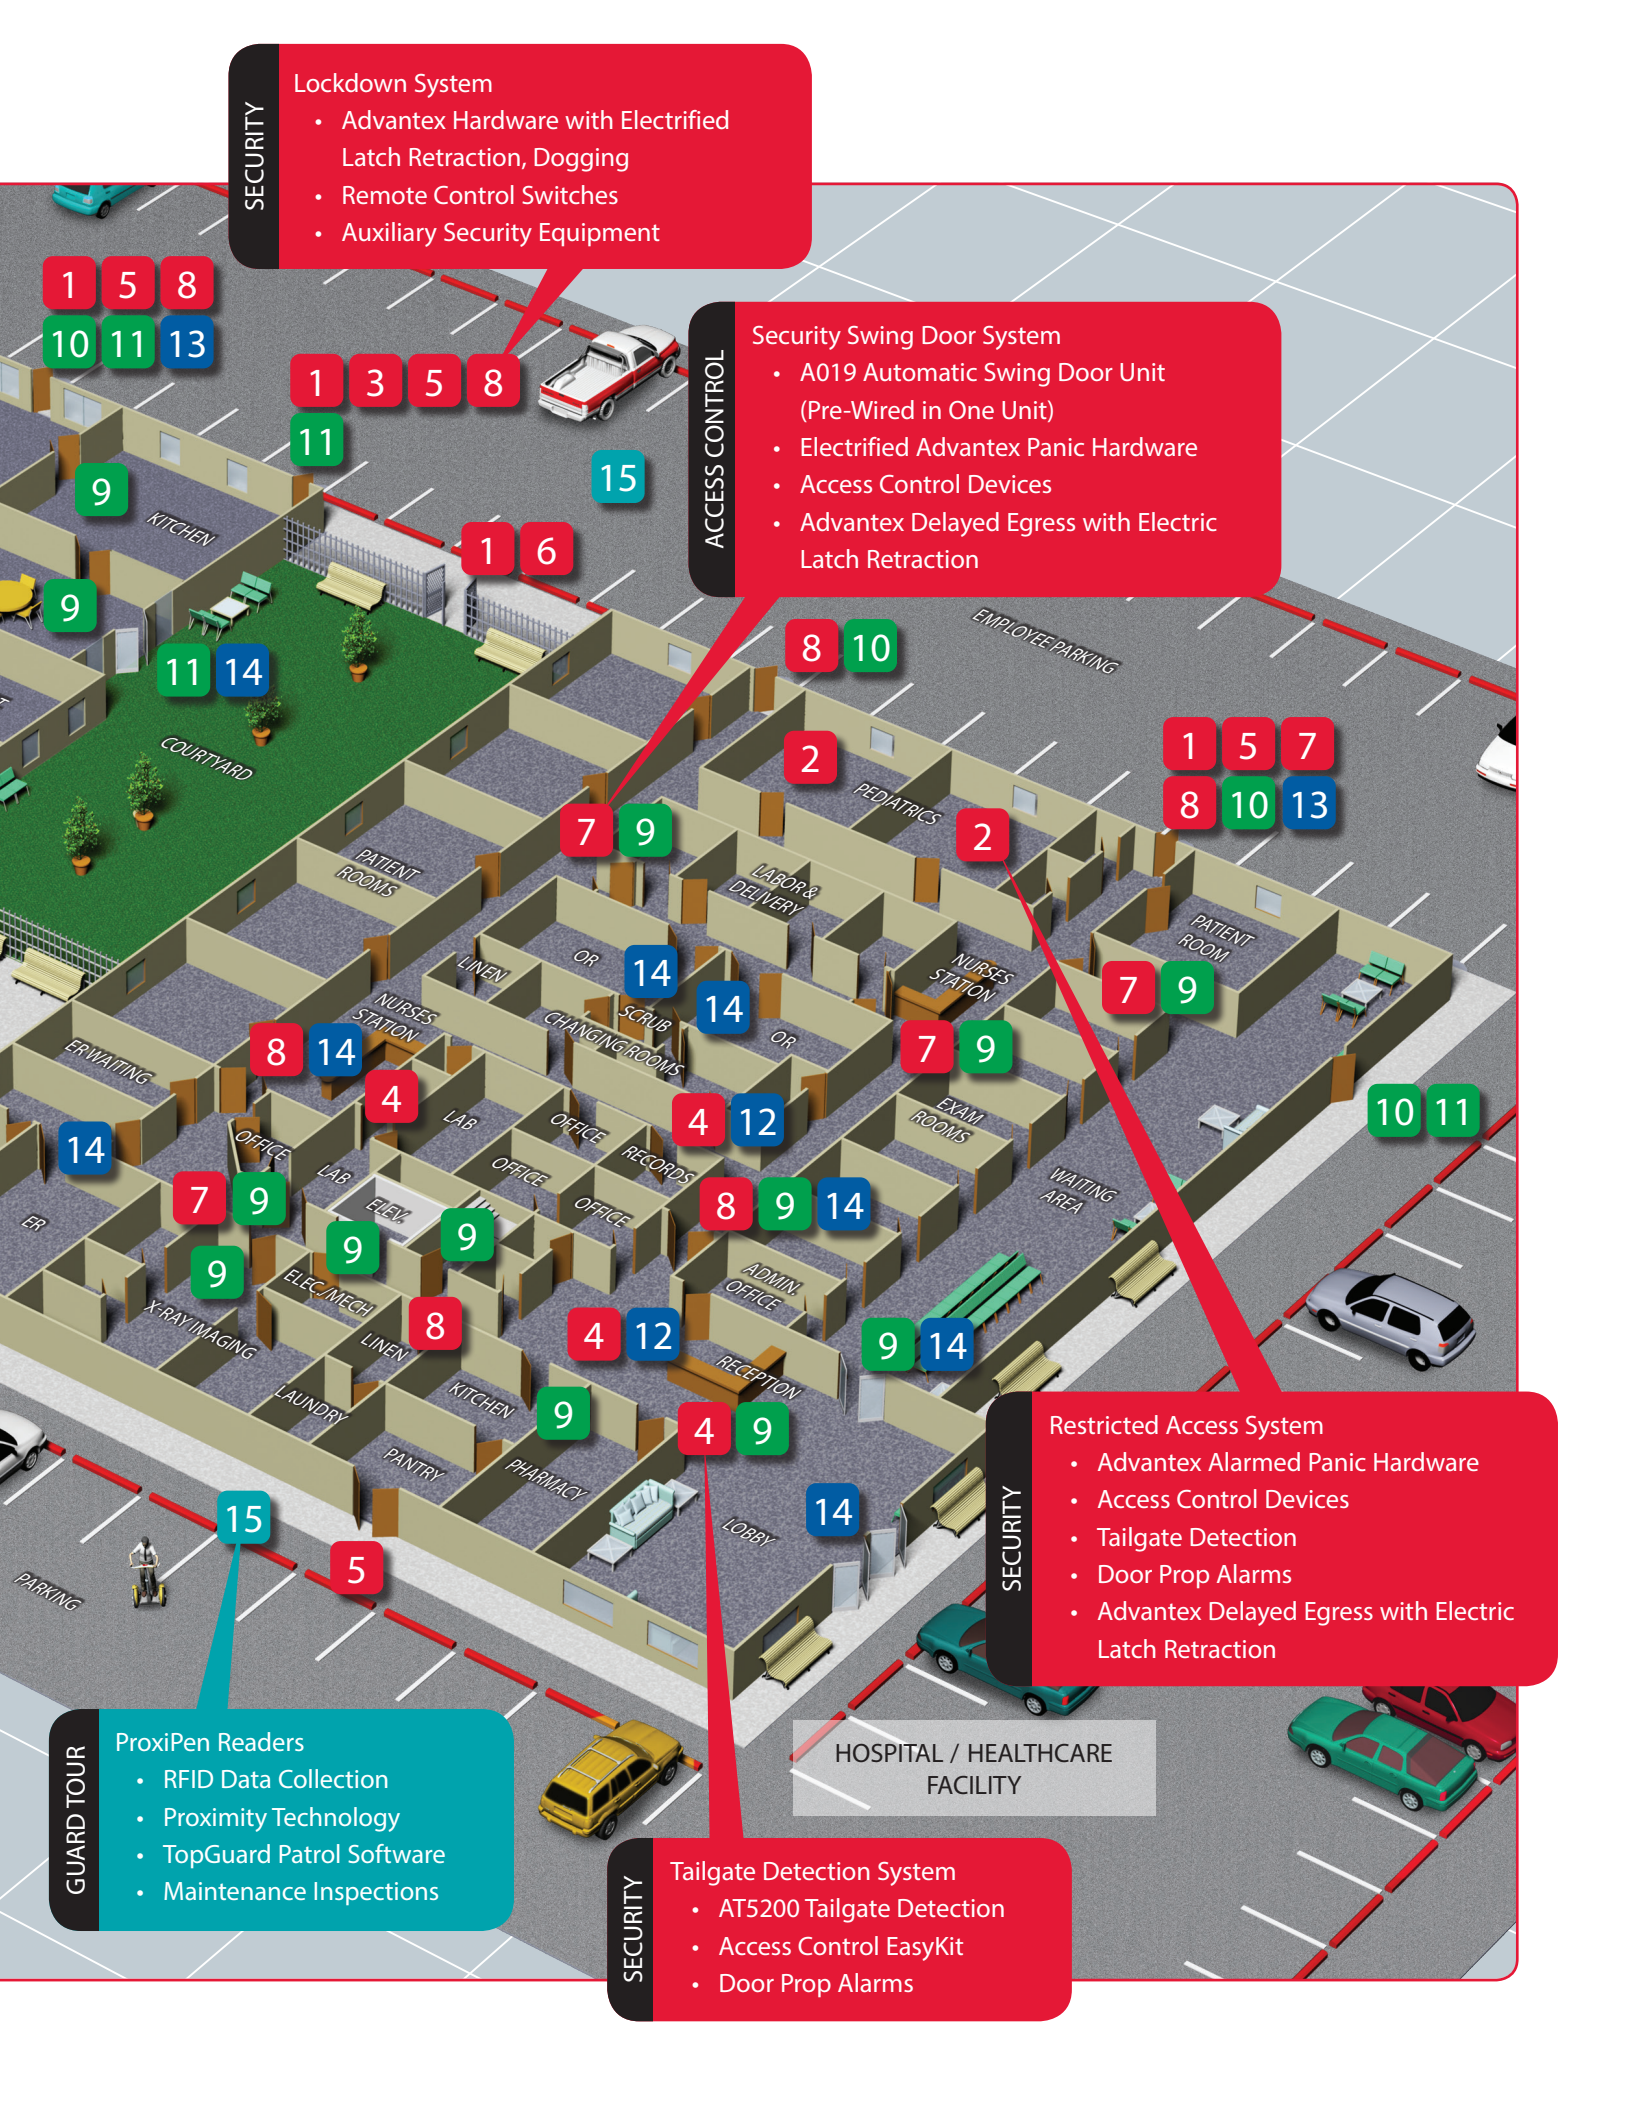 SECURITY
Lockdown System
• Advantex Hardware with Electrified
Latch Retraction, Dogging
• Remote Control Switches
• Auxiliary Security Equipment
1 5 8
10 11 13
1 3 5 8
11
ACCESS CONTROL
Security Swing Door System
• A019 Automatic Swing Door Unit
(Pre-Wired in One Unit)
• Electrified Advantex Panic Hardware
• Access Control Devices
• Advantex Delayed Egress with Electric
Latch Retraction
15
9
KITCHEN
1 6
9
11 14
COURTYARD
8 10
EMPLOYEE PARKING
2
PEDIATRICS
2
1 5 7
8 10 13
7 9
PATIENT
ROOMS
LABOR &
DELIVERY
PATIENT
ROOM
7 9
LINEN
OR
14
14
SCRUB
CHANGING ROOMS
OR
NURSES
STATION
NURSES
STATION
7 9
ER WAITING
8 14
4
LAB
OFFICE
4 12
EXAM
ROOMS
10 11
14
OFFICE
LAB
OFFICE
RECORDS
WAITING
AREA
ER
7 9
ELEV.
OFFICE
8 9 14
9
9
9
ELEC./MECH
ADMIN.
OFFICE
X-RAY IMAGING
8
LINEN
4 12
9 14
RECEPTION
LAUNDRY
KITCHEN
9
4 9
PANTRY
PHARMACY
14
LOBBY
15
5
PARKING
SECURITY
Restricted Access System
• Advantex Alarmed Panic Hardware
• Access Control Devices
• Tailgate Detection
• Door Prop Alarms
• Advantex Delayed Egress with Electric
Latch Retraction
GUARD TOUR
ProxiPen Readers
• RFID Data Collection
• Proximity Technology
• TopGuard Patrol Software
• Maintenance Inspections
HOSPITAL / HEALTHCARE
FACILITY
SECURITY
Tailgate Detection System
• AT5200 Tailgate Detection
• Access Control EasyKit
• Door Prop Alarms